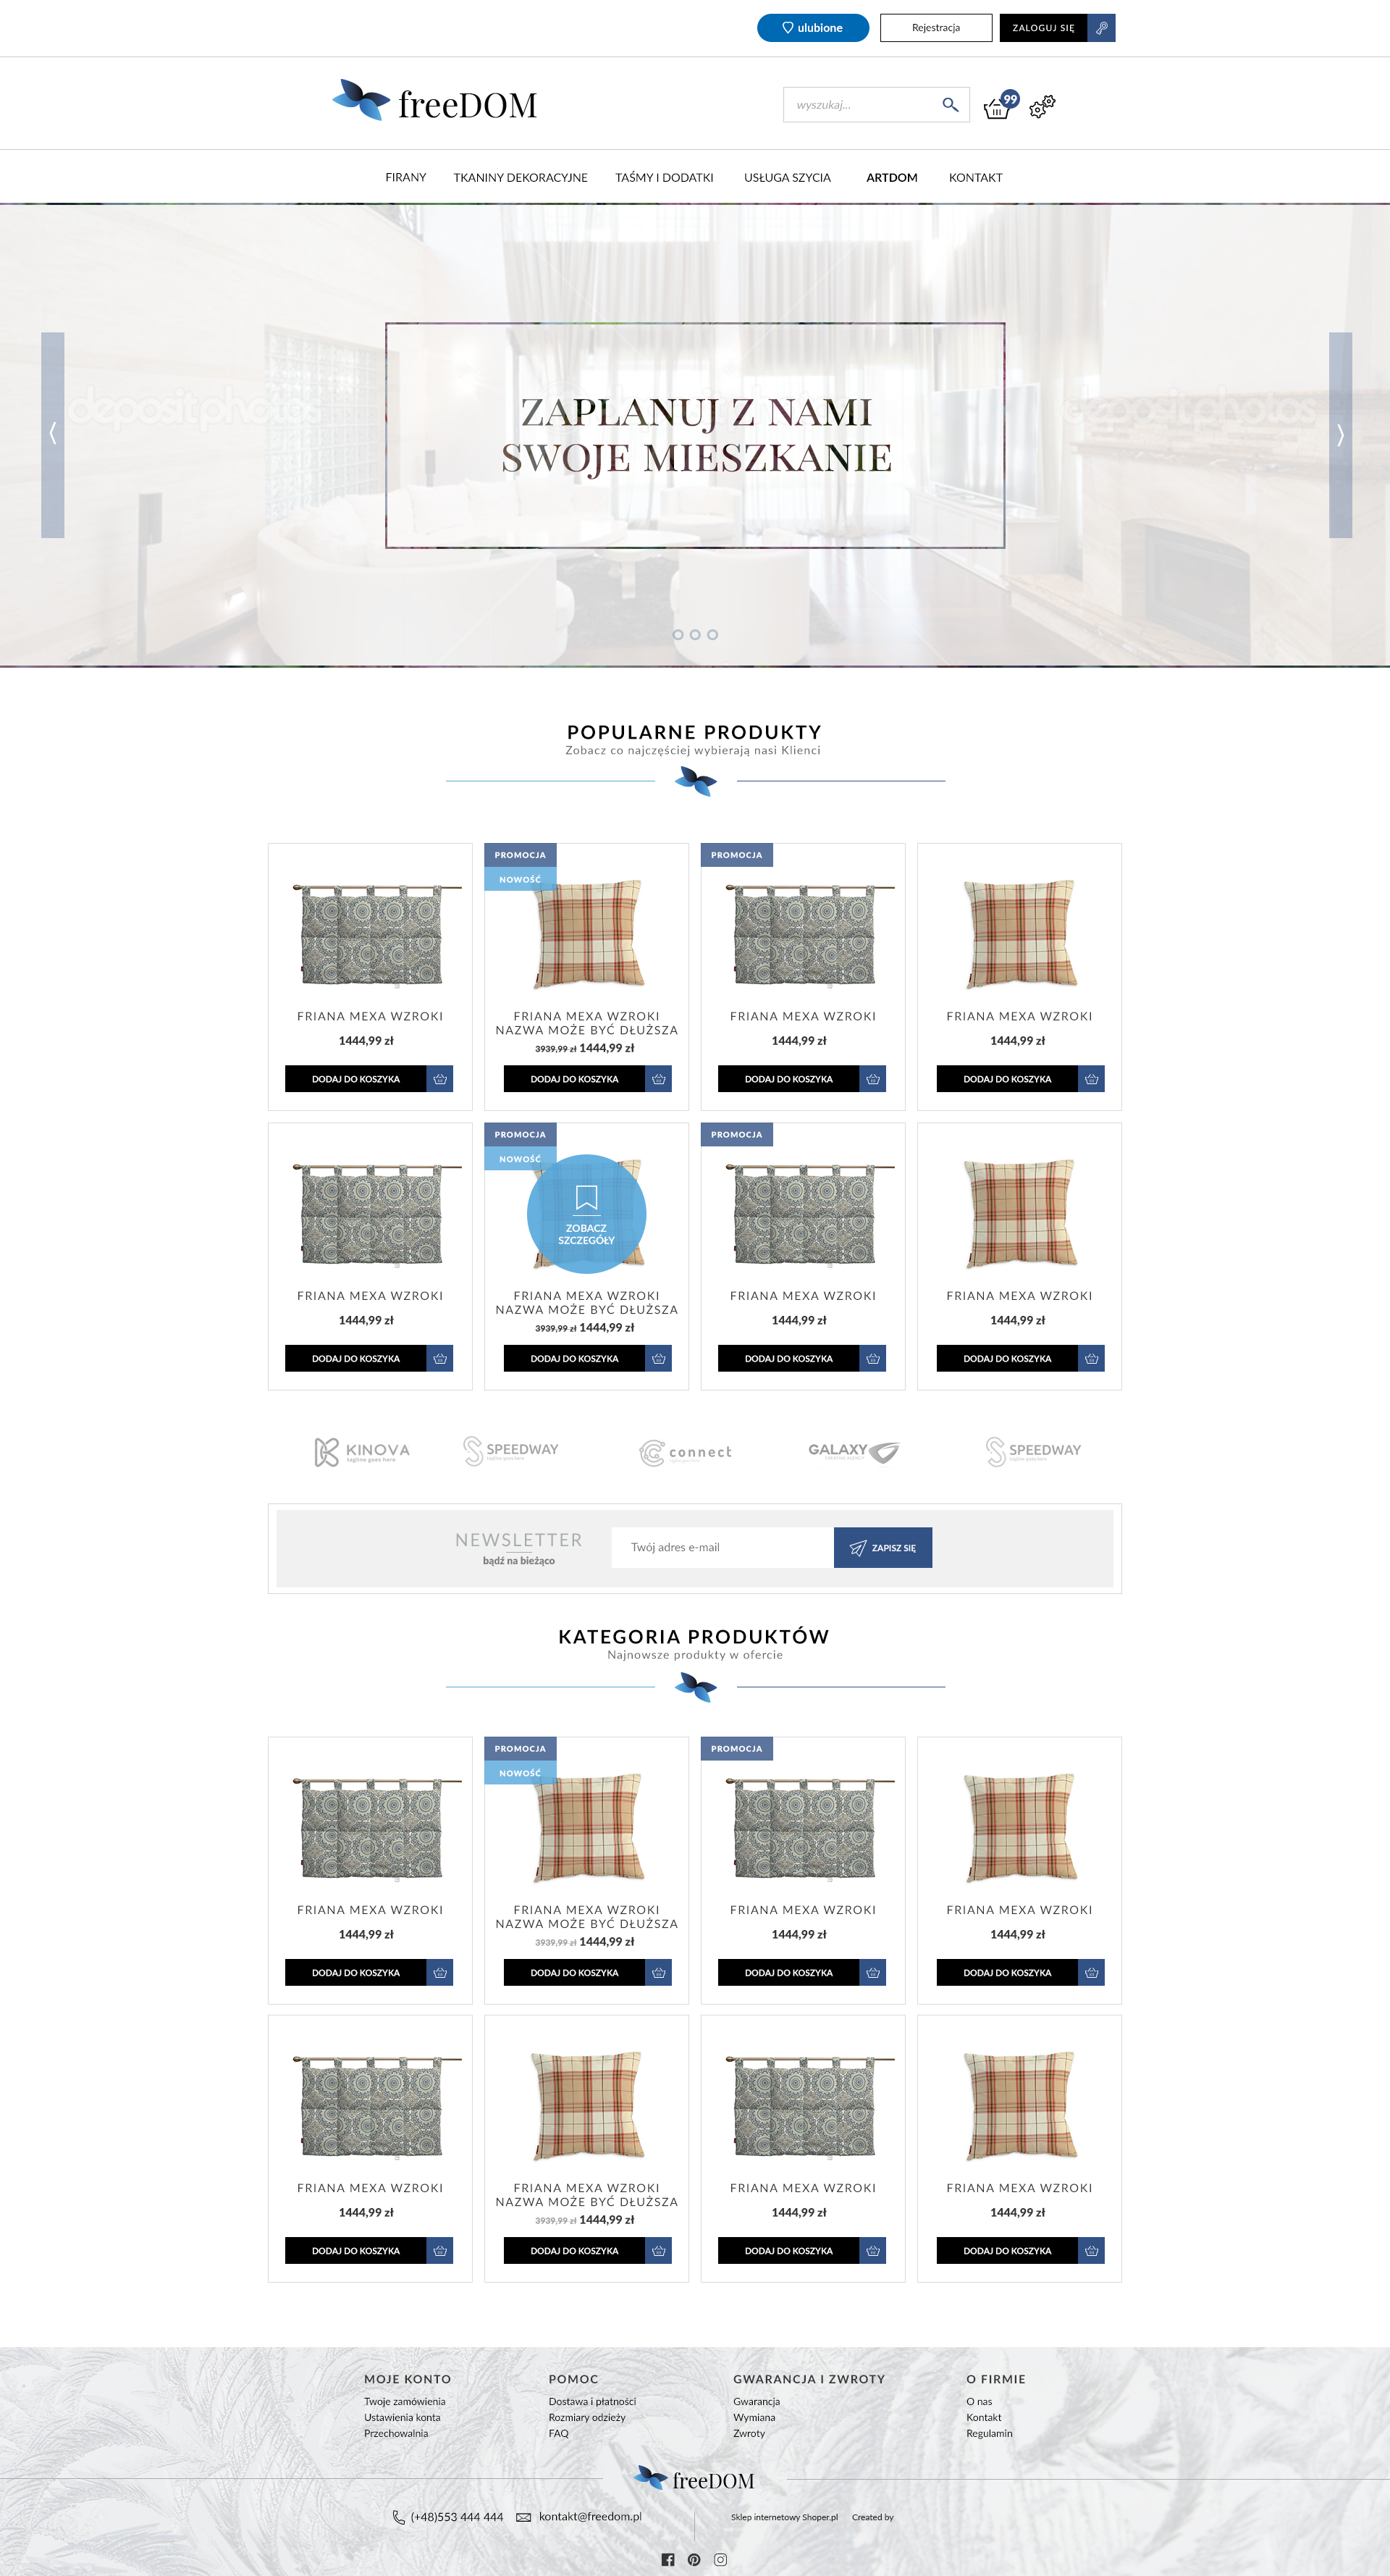 ulubione
Rejestracja
ZALOGUJ SIĘ
freeDOM
wyszukaj...
99
FIRANY
TKANINY DEKORACYJNE
TAŚMY I DODATKI
USŁUGA SZYCIA
ARTDOM
KONTAKT
depositphotos
ZAPLANUJ Z NAMI
SWOJE MIESZKANIE
POPULARNE PRODUKTY
Zobacz co najczęściej wybierają nasi Klienci
FRIANA MEXA WZROKI
1444,99 zł
DODAJ DO KOSZYKA
PROMOCJA
NOWOŚĆ
FRIANA MEXA WZROKI
NAZWA MOŻE BYĆ DŁUŻSZA
3939,99 zł 1444,99 zł
DODAJ DO KOSZYKA
PROMOCJA
FRIANA MEXA WZROKI
1444,99 zł
DODAJ DO KOSZYKA
FRIANA MEXA WZROKI
1444,99 zł
DODAJ DO KOSZYKA
FRIANA MEXA WZROKI
1444,99 zł
DODAJ DO KOSZYKA
PROMOCJA
NOWOŚĆ
ZOBACZ
SZCZEGÓŁY
FRIANA MEXA WZROKI
NAZWA MOŻE BYĆ DŁUŻSZA
3939,99 zł 1444,99 zł
DODAJ DO KOSZYKA
PROMOCJA
FRIANA MEXA WZROKI
1444,99 zł
DODAJ DO KOSZYKA
FRIANA MEXA WZROKI
1444,99 zł
DODAJ DO KOSZYKA
KINOVA
tagline goes here
SPEEDWAY
tagline goes here
connect
GALAXY
CREATIVE AGENCY
SPEEDWAY
tagline goes here
NEWSLETTER
bądź na bieżąco
Twój adres e-mail
ZAPISZ SIĘ
KATEGORIA PRODUKTÓW
Najnowsze produkty w ofercie
FRIANA MEXA WZROKI
1444,99 zł
DODAJ DO KOSZYKA
PROMOCJA
NOWOŚĆ
FRIANA MEXA WZROKI
NAZWA MOŻE BYĆ DŁUŻSZA
3939,99 zł 1444,99 zł
DODAJ DO KOSZYKA
PROMOCJA
FRIANA MEXA WZROKI
1444,99 zł
DODAJ DO KOSZYKA
FRIANA MEXA WZROKI
1444,99 zł
DODAJ DO KOSZYKA
FRIANA MEXA WZROKI
1444,99 zł
DODAJ DO KOSZYKA
FRIANA MEXA WZROKI
NAZWA MOŻE BYĆ DŁUŻSZA
3939,99 zł 1444,99 zł
DODAJ DO KOSZYKA
FRIANA MEXA WZROKI
1444,99 zł
DODAJ DO KOSZYKA
FRIANA MEXA WZROKI
1444,99 zł
DODAJ DO KOSZYKA
MOJE KONTO
Twoje zamówienia
Ustawienia konta
Przechowalnia
POMOC
Dostawa i płatności
Rozmiary odzieży
FAQ
GWARANCJA I ZWROTY
Gwarancja
Wymiana
Zwroty
O FIRMIE
O nas
Kontakt
Regulamin
freeDOM
(+48)553 444 444
kontakt@freedom.pl
Sklep internetowy Shoper.pl
Created by